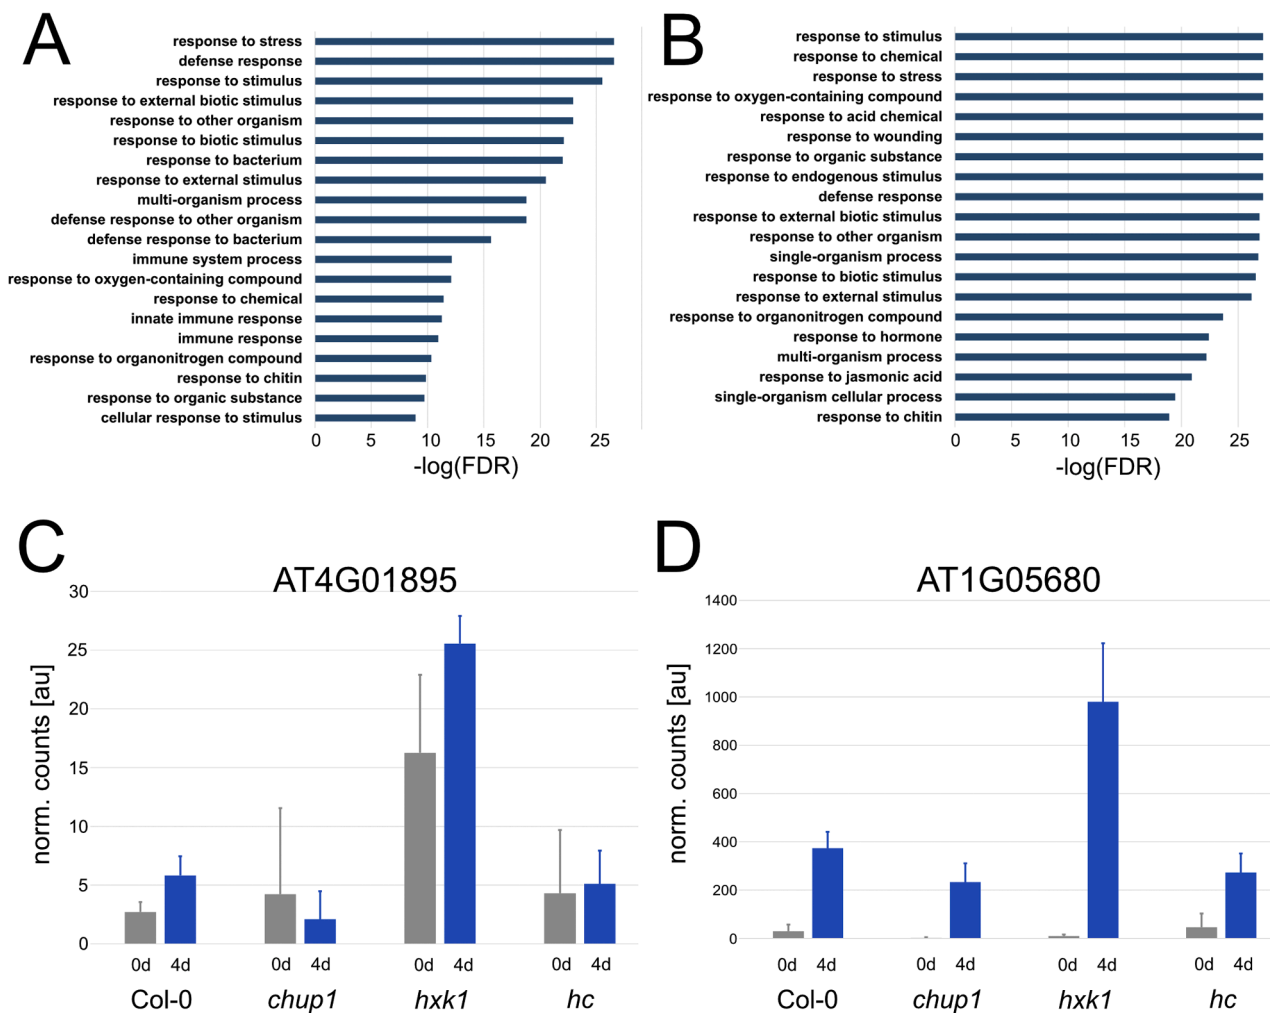 A
response to stress
defense response
response to stimulus
response to external biotic stimulus
response to other organism
response to biotic stimulus
response to bacterium
response to external stimulus
multi-organism process
defense response to other organism
defense response to bacterium
immune system process
response to oxygen-containing compound
response to chemical
innate immune response
immune response
response to organonitrogen compound
response to chitin
response to organic substance
cellular response to stimulus
0 5 10 15 20 25
-log(FDR)
B
response to stimulus
response to chemical
response to stress
response to oxygen-containing compound
response to acid chemical
response to wounding
response to organic substance
response to endogenous stimulus
defense response
response to external biotic stimulus
response to other organism
single-organism process
response to biotic stimulus
response to external stimulus
response to organonitrogen compound
response to hormone
multi-organism process
response to jasmonic acid
single-organism cellular process
response to chitin
0 5 10 15 20 25
-log(FDR)
C
AT4G01895
norm. counts [au]
30
25
20
15
10
5
0
0d 4d 0d 4d 0d 4d 0d 4d
Col-0 chup1 hxk1 hc
D
AT1G05680
norm. counts [au]
1400
1200
1000
800
600
400
200
0
0d 4d 0d 4d 0d 4d 0d 4d
Col-0 chup1 hxk1 hc